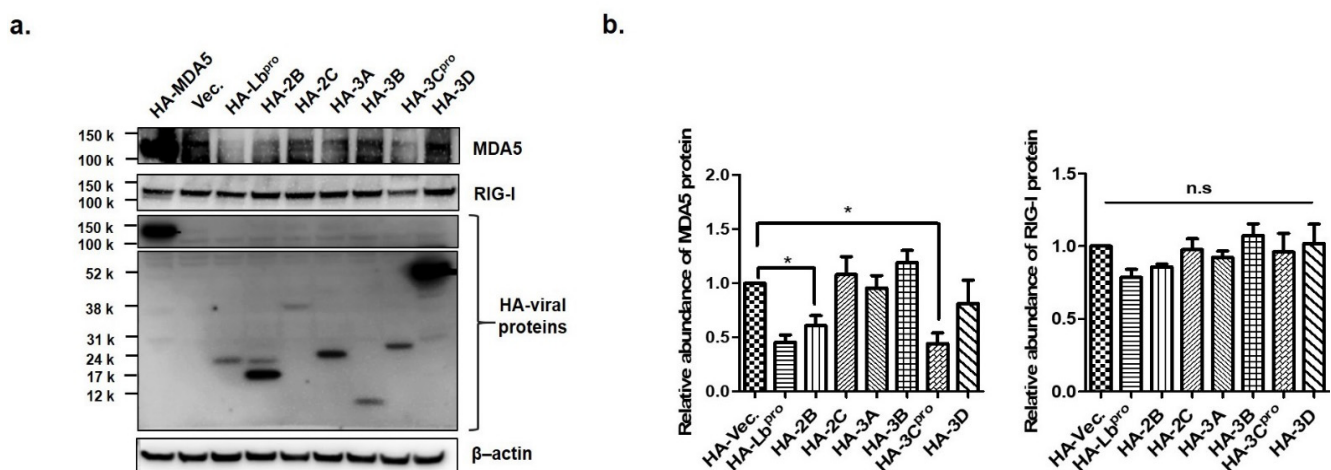 a.
HA-MDA5
Vec.
HA-Lbpro
HA-2B
HA-2C
HA-3A
HA-3B
HA-3Cpro
HA-3D
150 k
100 k
MDA5
150 k
100 k
RIG-I
150 k
100 k
52 k
38 k
31 k
24 k
17 k
12 k
HA-viral
proteins
β–actin
b.
Relative abundance of MDA5 protein
2.0
1.5
1.0
0.5
0.0
*
*
HA-Vec.
HA-Lbpro
HA-2B
HA-2C
HA-3A
HA-3B
HA-3Cpro
HA-3D
Relative abundance of RIG-I protein
1.5
1.0
0.5
0.0
n.s
HA-Vec.
HA-Lbpro
HA-2B
HA-2C
HA-3A
HA-3B
HA-3Cpro
HA-3D